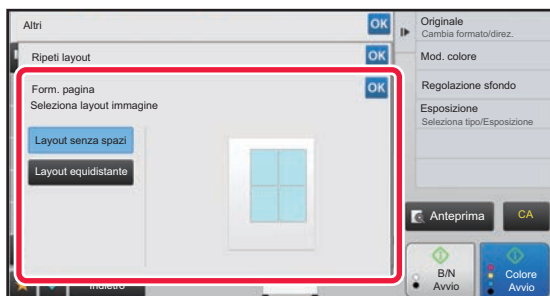 Altri
OK
Ripeti layout
OK
Form. pagina
OK
Seleziona layout immagine
Layout senza spazi
Layout equidistante
Indietro
Originale
Cambia formato/direz.
Mod. colore
Regolazione sfondo
Esposizione
Seleziona tipo/Esposizione
Anteprima
CA
B/N
Avvio
Colore
Avvio